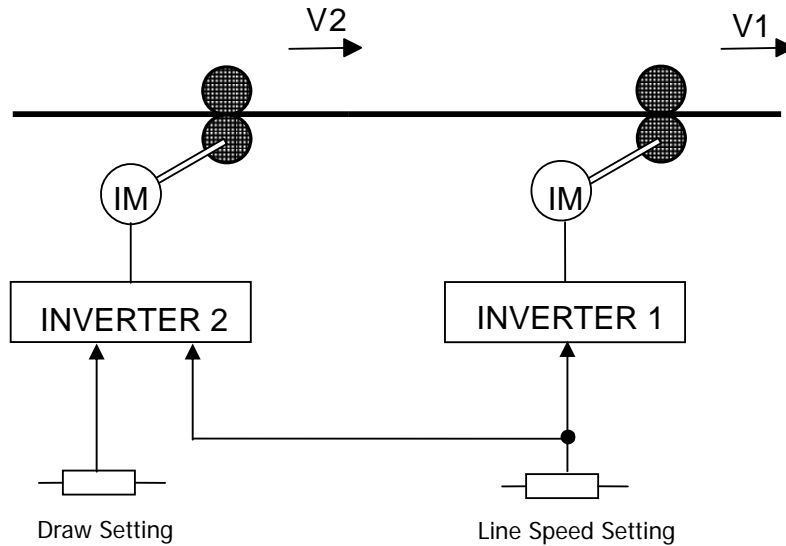 V2
V1
IM
IM
INVERTER 2
INVERTER 1
Draw Setting
Line Speed Setting